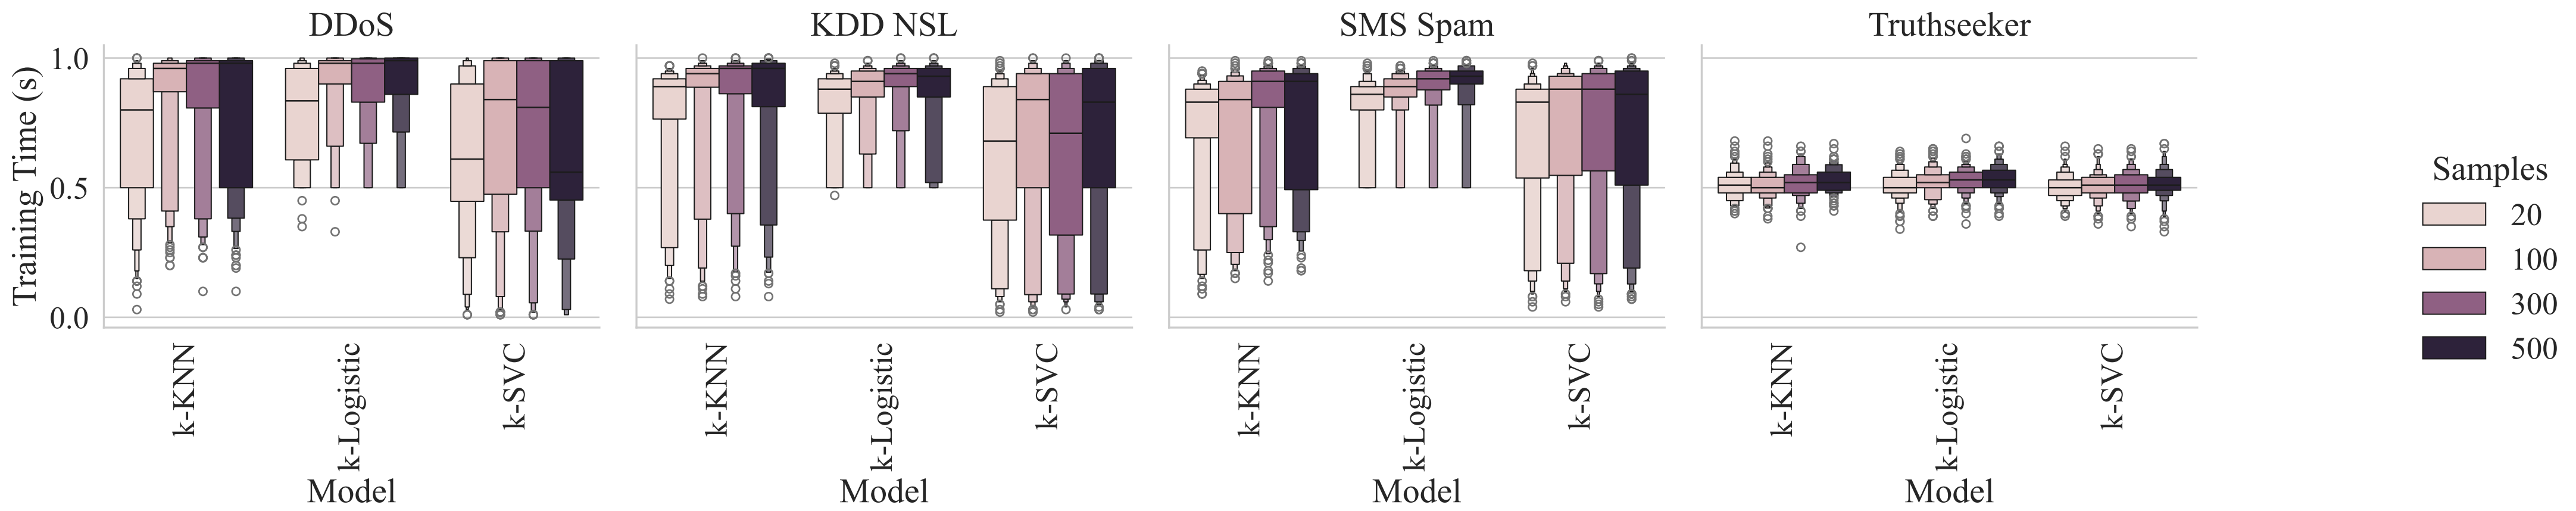 DDoS
KDD NSL
SMS Spam
Truthseeker
Training Time (s)
1.0
0.5
0.0
k-KNN
k-Logistic
k-SVC
Model
k-KNN
k-Logistic
k-SVC
Model
k-KNN
k-Logistic
k-SVC
Model
k-KNN
k-Logistic
k-SVC
Model
Samples
20
100
300
500